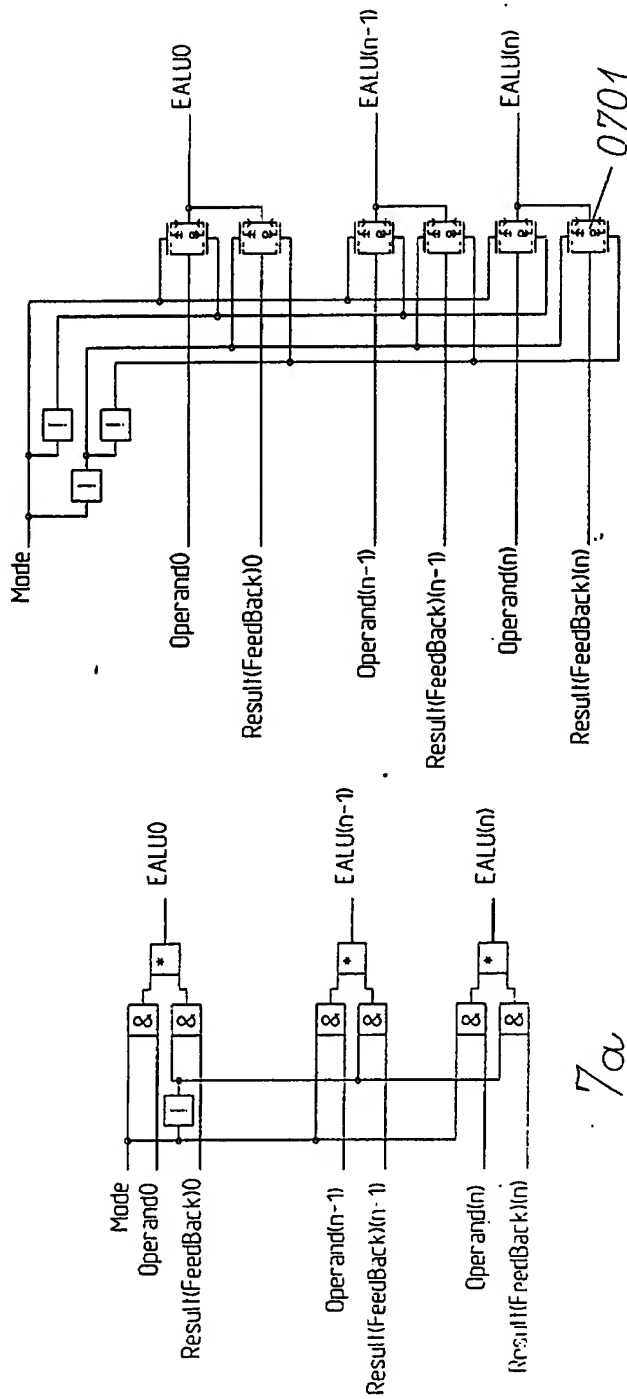 Mode
Operand0
Result(FeedBack)0
Operand(n-1)
Result(FeedBack)(n-1)
Operand(n)
Result(FeedBack)(n)
!
&
&
*
EALU0
&
&
*
EALU(n-1)
&
&
*
EALU(n)
7a
Mode
!
!
!
Operand0
Result(FeedBack)0
Operand(n-1)
Result(FeedBack)(n-1)
Operand(n)
Result(FeedBack)(n)
EALU0
EALU(n-1)
EALU(n)
0701